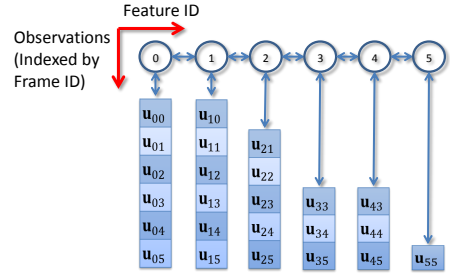 Feature ID
Observations
(Indexed by
Frame ID)
0 1 2 3 4 5
u00 u10
u01 u11 u21
u02 u12 u22
u03 u13 u23 u33 u43
u04 u14 u24 u34 u44
u05 u15 u25 u35 u45 u55